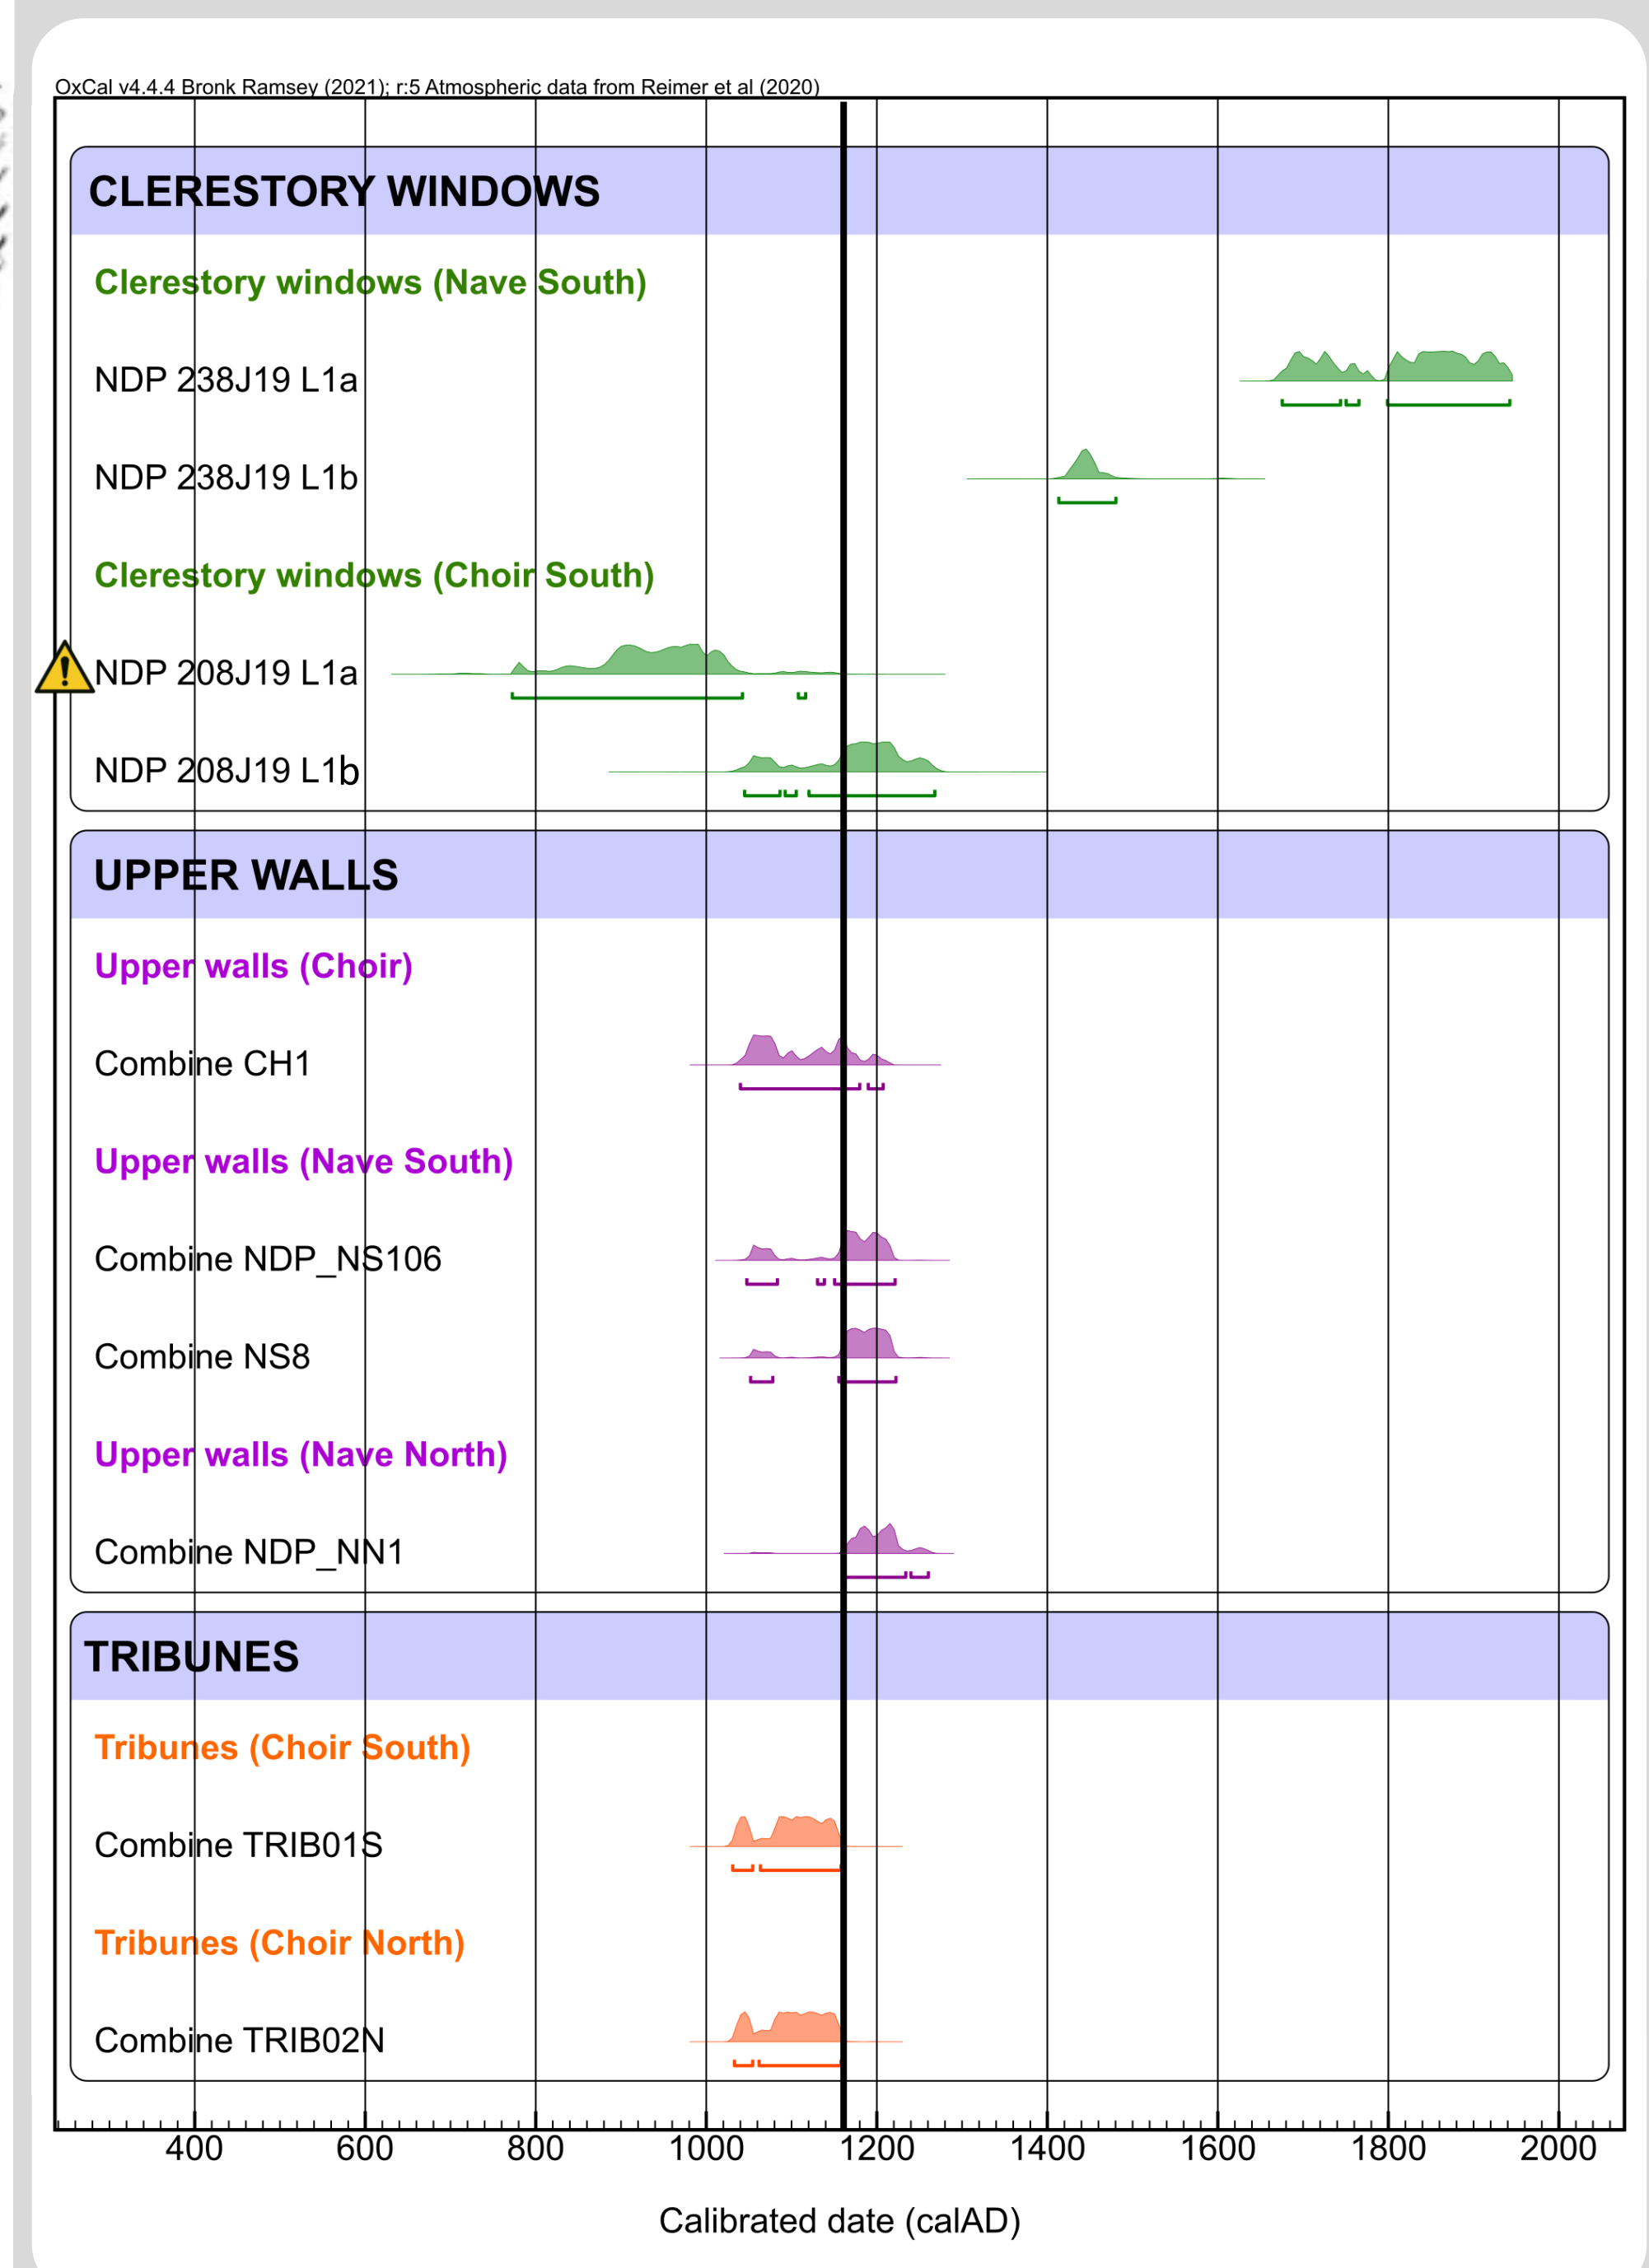 OxCal v4.4.4 Bronk Ramsey (2021); r:5 Atmospheric data from Reimer et al (2020)
CLERESTORY WINDOWS
Clerestory windows (Nave South)
NDP 238J19 L1a
NDP 238J19 L1b
Clerestory windows (Choir South)
! NDP 208J19 L1a
NDP 208J19 L1b
UPPER WALLS
Upper walls (Choir)
Combine CH1
Upper walls (Nave South)
Combine NDP_NS106
Combine NS8
Upper walls (Nave North)
Combine NDP_NN1
TRIBUNES
Tribunes (Choir South)
Combine TRIB01S
Tribunes (Choir North)
Combine TRIB02N
400 600 800 1000 1200 1400 1600 1800 2000
Calibrated date (calAD)